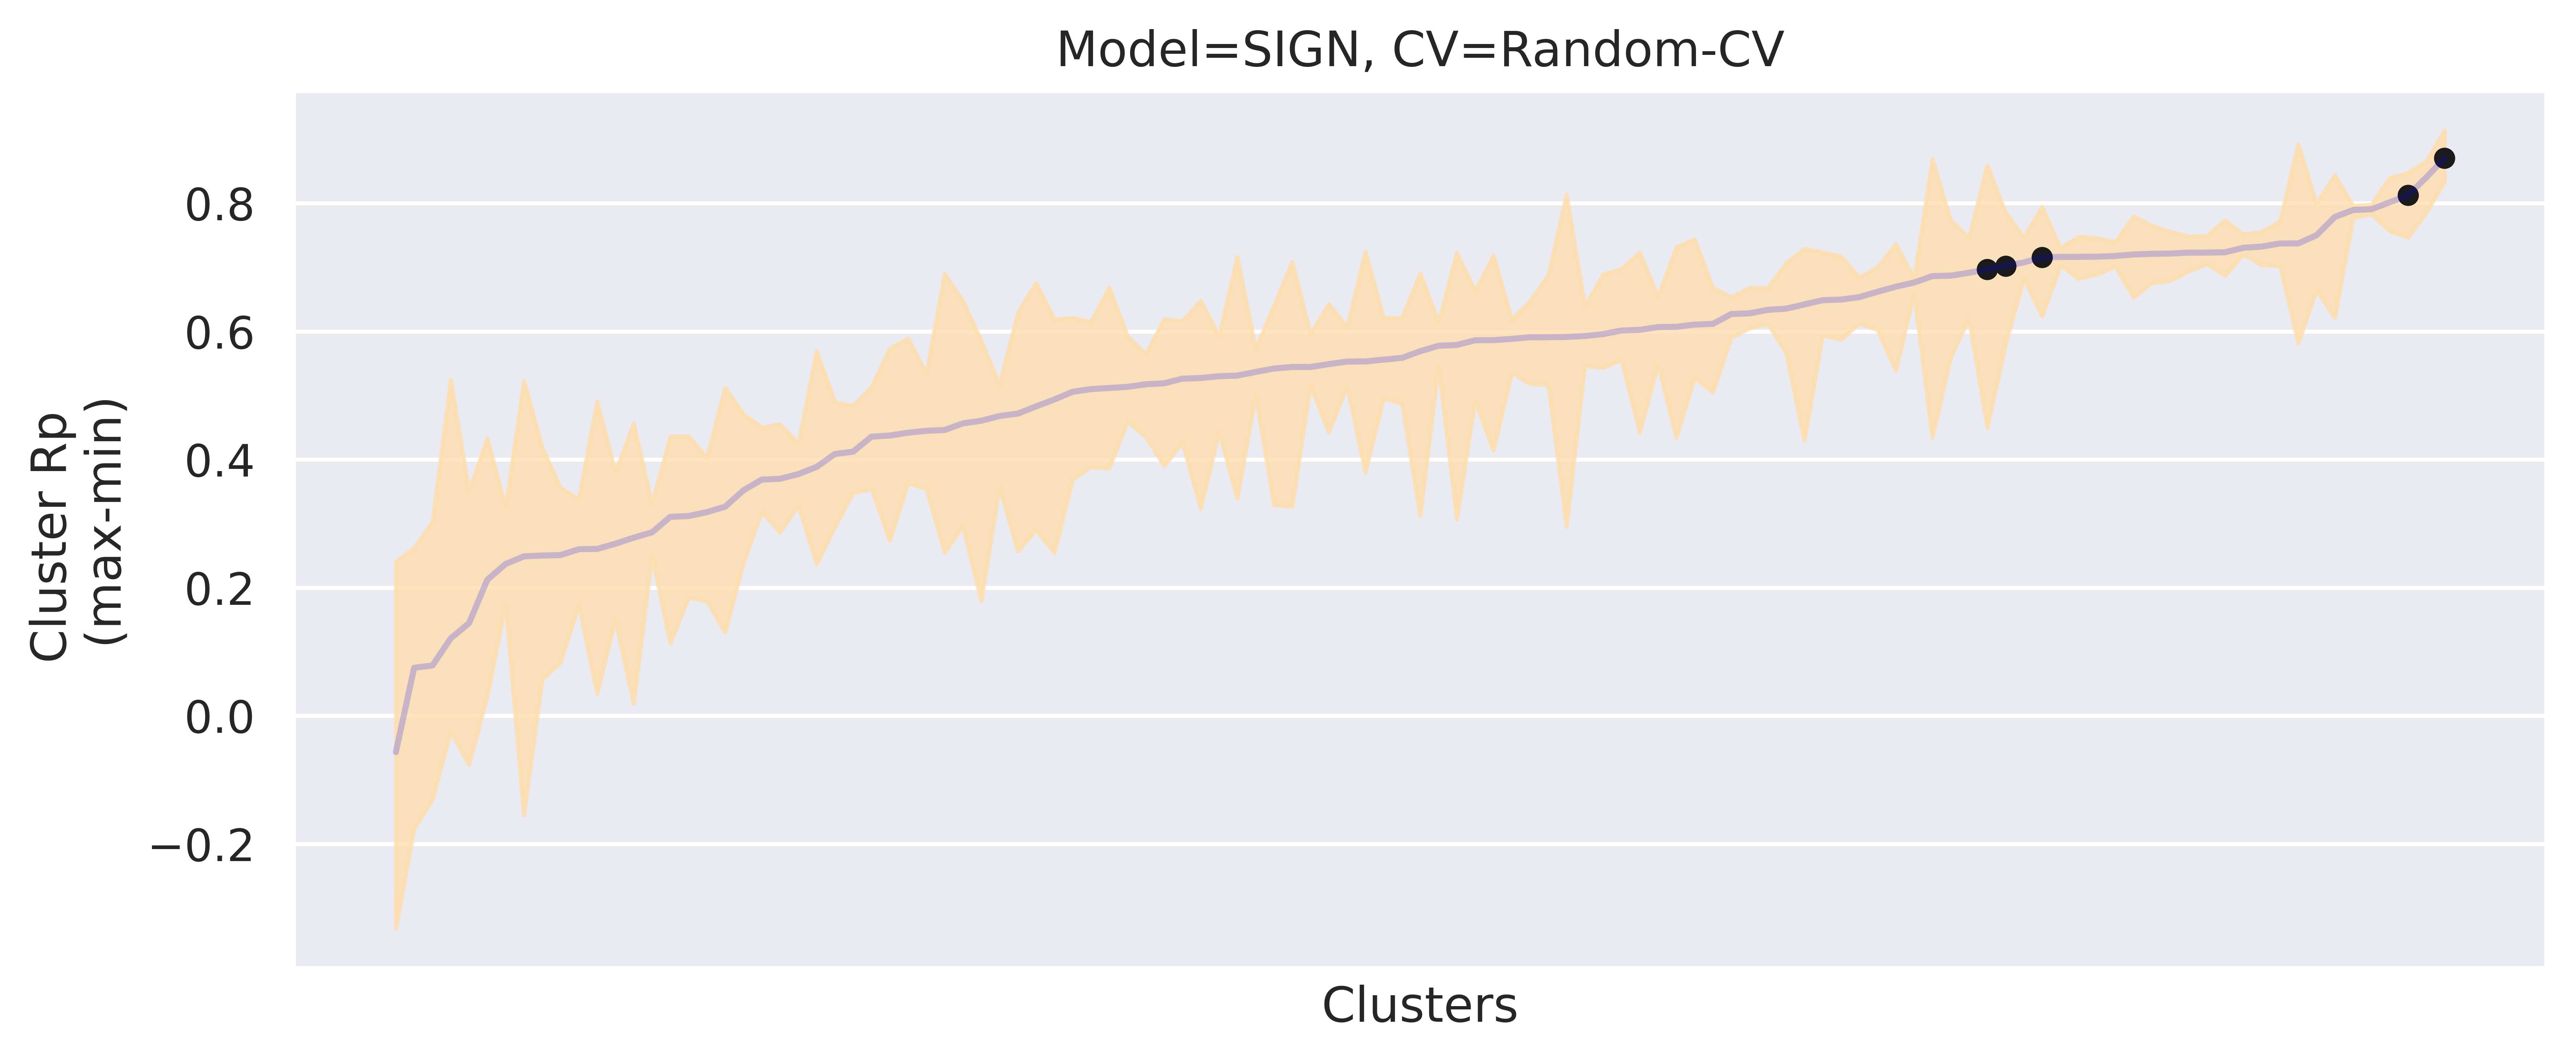 Model=SIGN, CV=Random-CV
0.8
0.6
0.4
0.2
0.0
−0.2
Cluster Rp
(max-min)
Clusters